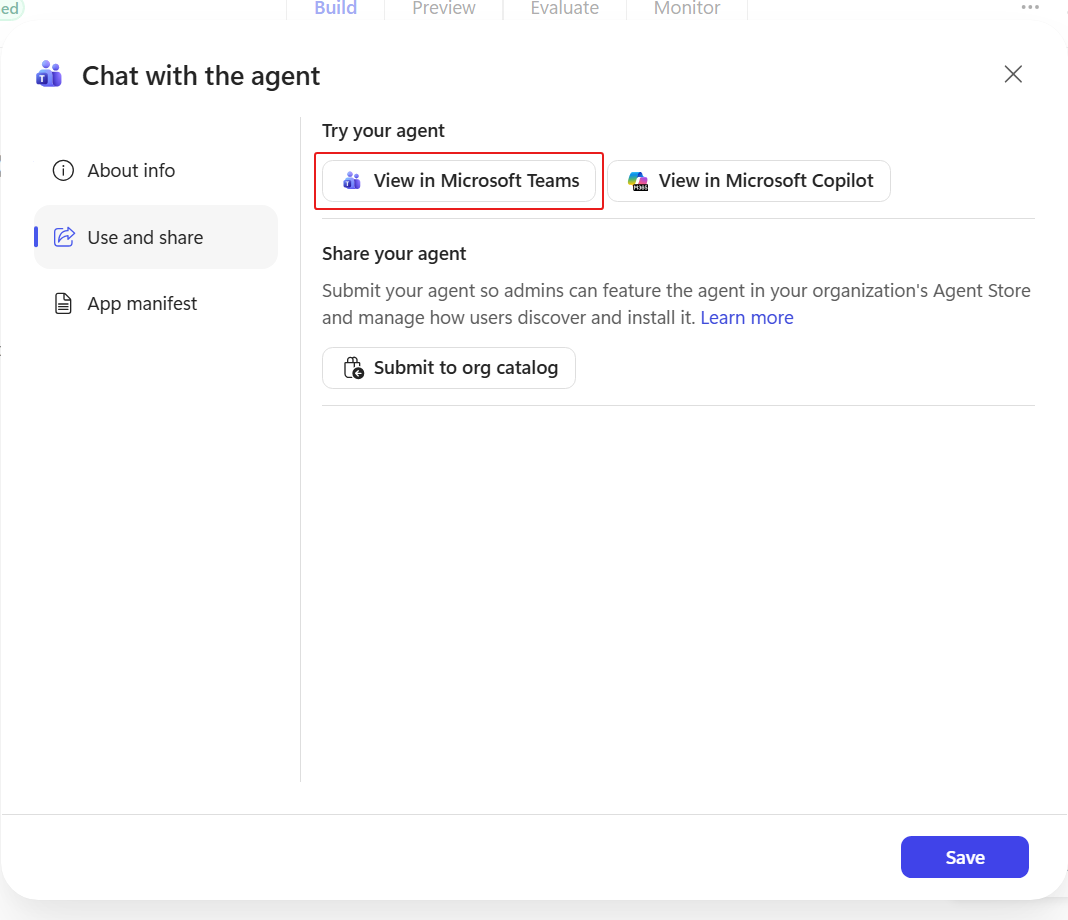 ed
Build
Preview
Evaluate
Monitor
Chat with the agent
About info
Use and share
App manifest
Try your agent
View in Microsoft Teams
View in Microsoft Copilot
Share your agent
Submit your agent so admins can feature the agent in your organization's Agent Store
and manage how users discover and install it. Learn more
Submit to org catalog
Save